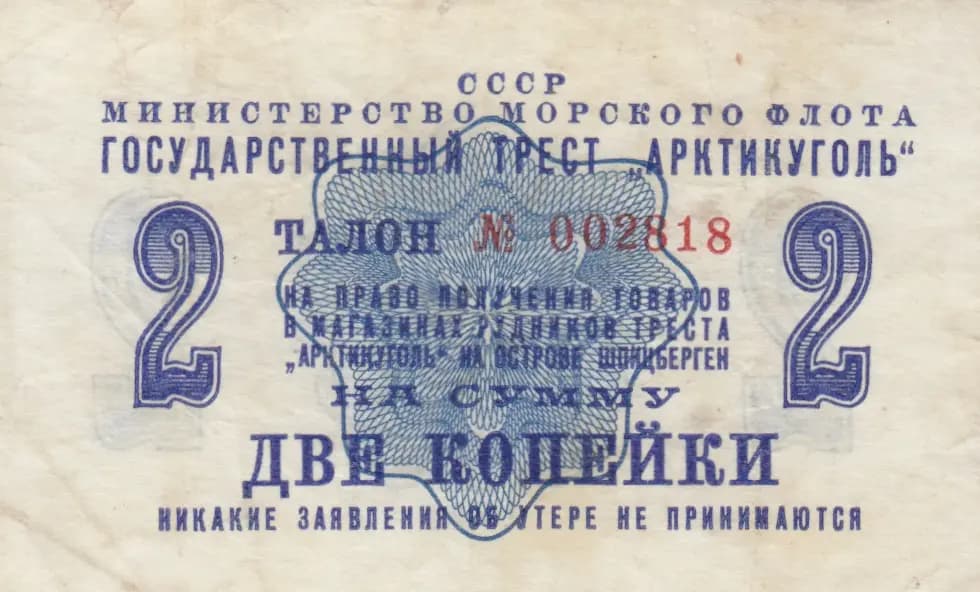 СССР
МИНИСТЕРСТВО МОРСКОГО ФЛОТА
ГОСУДАРСТВЕННЫЙ ТРЕСТ „АРКТИКУГОЛЬ“
2 ТАЛОН № 002818 2
НА ПРАВО ПОЛУЧЕНИЯ ТОВАРОВ
В МАГАЗИНАХ РУДНИКОВ ТРЕСТА
„АРКТИКУГОЛЬ“ НА ОСТРОВЕ ШПИЦБЕРГЕН
НА СУММУ
ДВЕ КОПЕЙКИ
НИКАКИЕ ЗАЯВЛЕНИЯ ОБ УТЕРЕ НЕ ПРИНИМАЮТСЯ